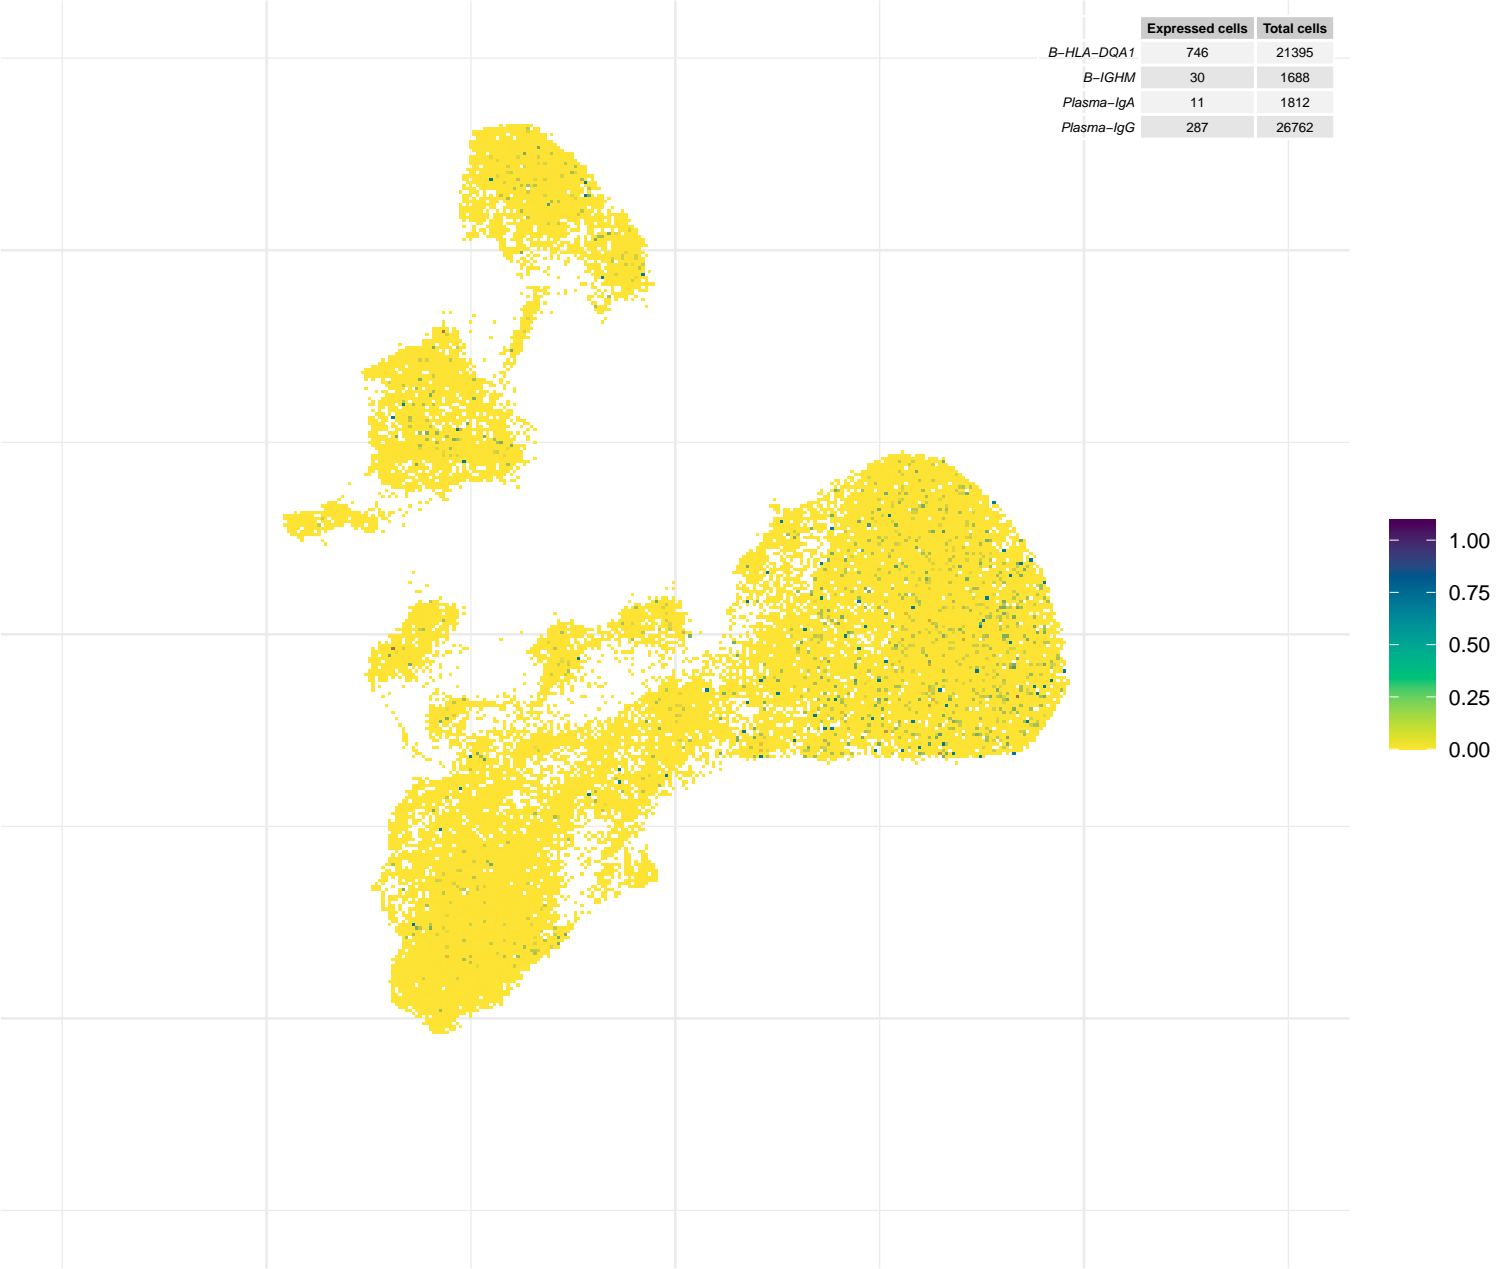 Expressed cells Total cells
B−HLA−DQA1 746 21395
B−IGHM 30 1688
Plasma−IgA 11 1812
Plasma−IgG 287 26762
1.00
0.75
0.50
0.25
0.00